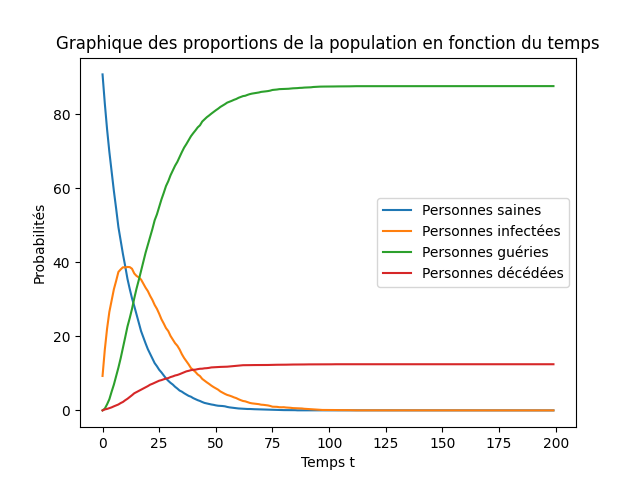 Graphique des proportions de la population en fonction du temps
Probabilités
80
60
40
20
0
Personnes saines
Personnes infectées
Personnes guéries
Personnes décédées
0 25 50 75 100 125 150 175 200
Temps t